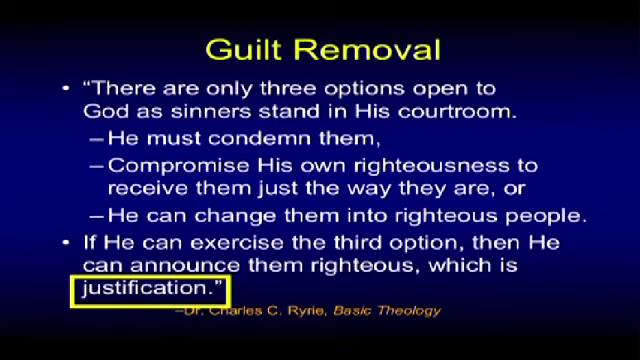 Guilt Removal
• “There are only three options open to
God as sinners stand in His courtroom.
–He must condemn them,
–Compromise His own righteousness to
receive them just the way they are, or
–He can change them into righteous people.
• If He can exercise the third option, then He
can announce them righteous, which is
justification.”
–Dr. Charles C. Ryrie, Basic Theology